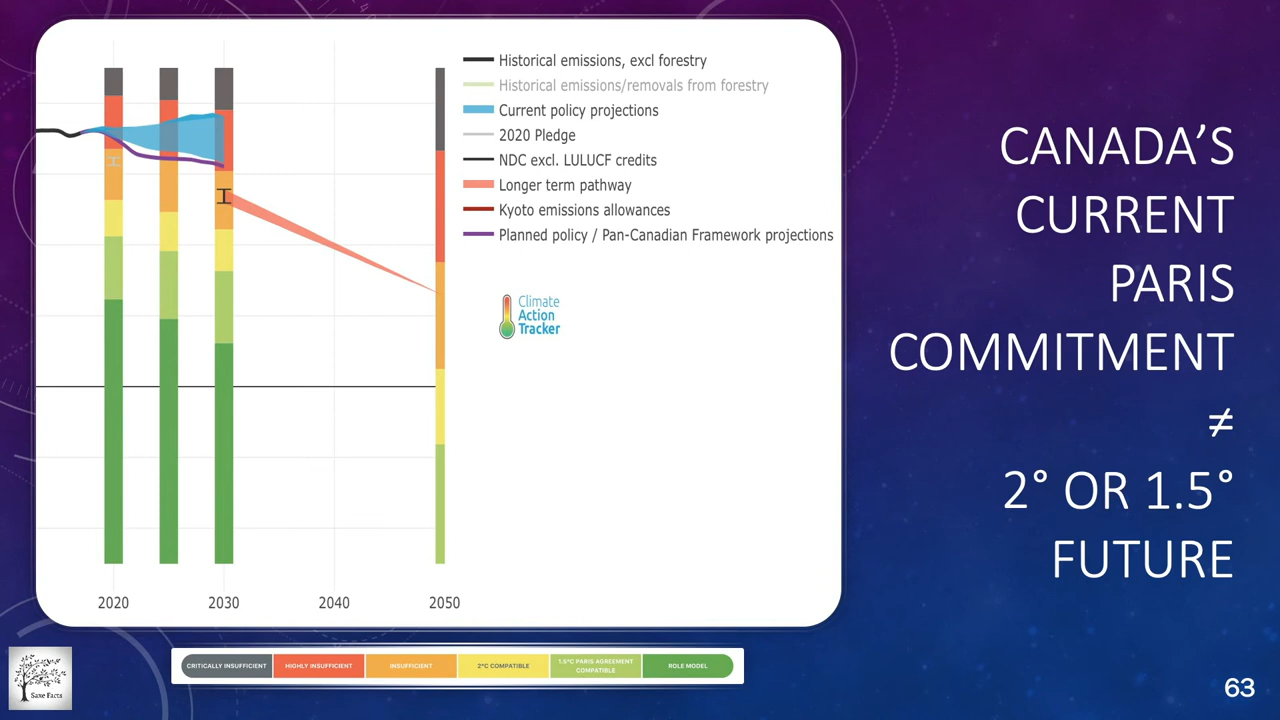 Historical emissions, excl forestry
Historical emissions/removals from forestry
Current policy projections
2020 Pledge
NDC excl. LULUCF credits
Longer term pathway
Kyoto emissions allowances
Planned policy / Pan-Canadian Framework projections
Climate
Action
Tracker
2020 2030 2040 2050
CANADA’S
CURRENT
PARIS
COMMITMENT
≠
2° OR 1.5°
FUTURE
CRITICALLY INSUFFICIENT
HIGHLY INSUFFICIENT
INSUFFICIENT
2°C COMPATIBLE
1.5°C PARIS AGREEMENT
COMPATIBLE
ROLE MODEL
Saxe Facts
63